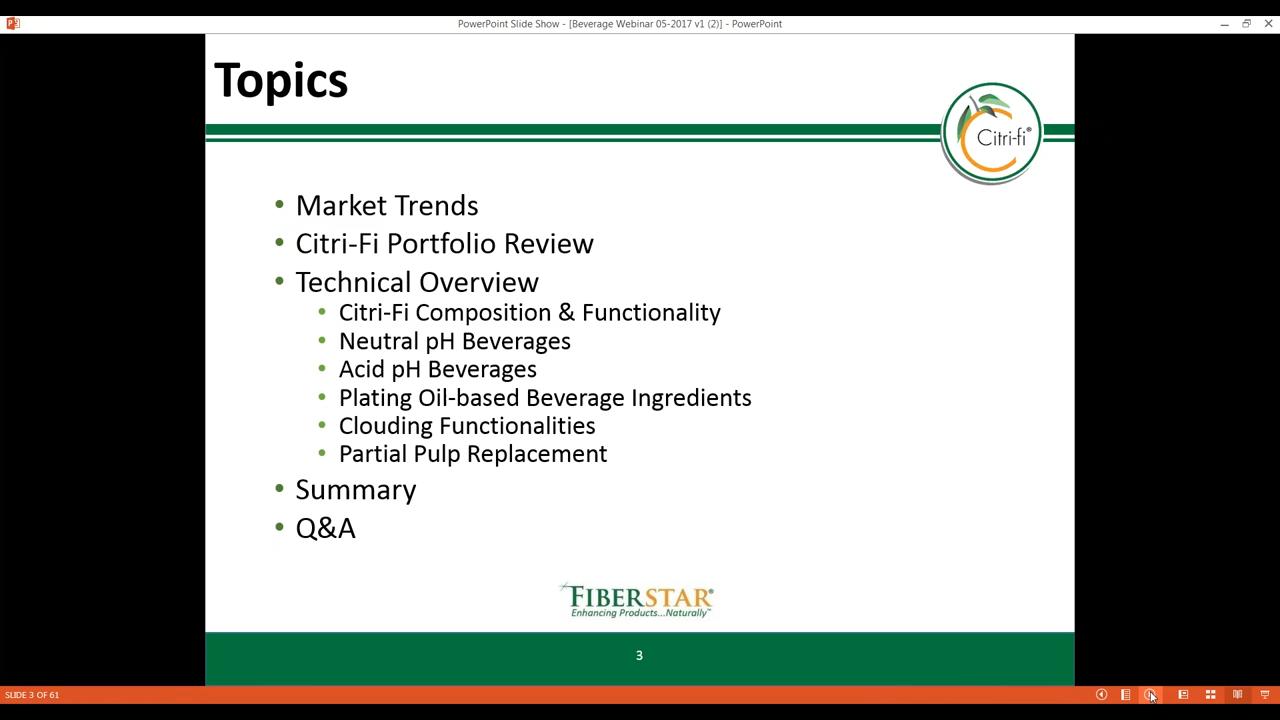 PowerPoint Slide Show - [Beverage Webinar 05-2017 v1 (2)] - PowerPoint
Topics
Citri-fi®
• Market Trends
• Citri-Fi Portfolio Review
• Technical Overview
• Citri-Fi Composition & Functionality
• Neutral pH Beverages
• Acid pH Beverages
• Plating Oil-based Beverage Ingredients
• Clouding Functionalities
• Partial Pulp Replacement
• Summary
• Q&A
FIBERSTAR®
Enhancing Products...Naturally™
3
SLIDE 3 OF 61